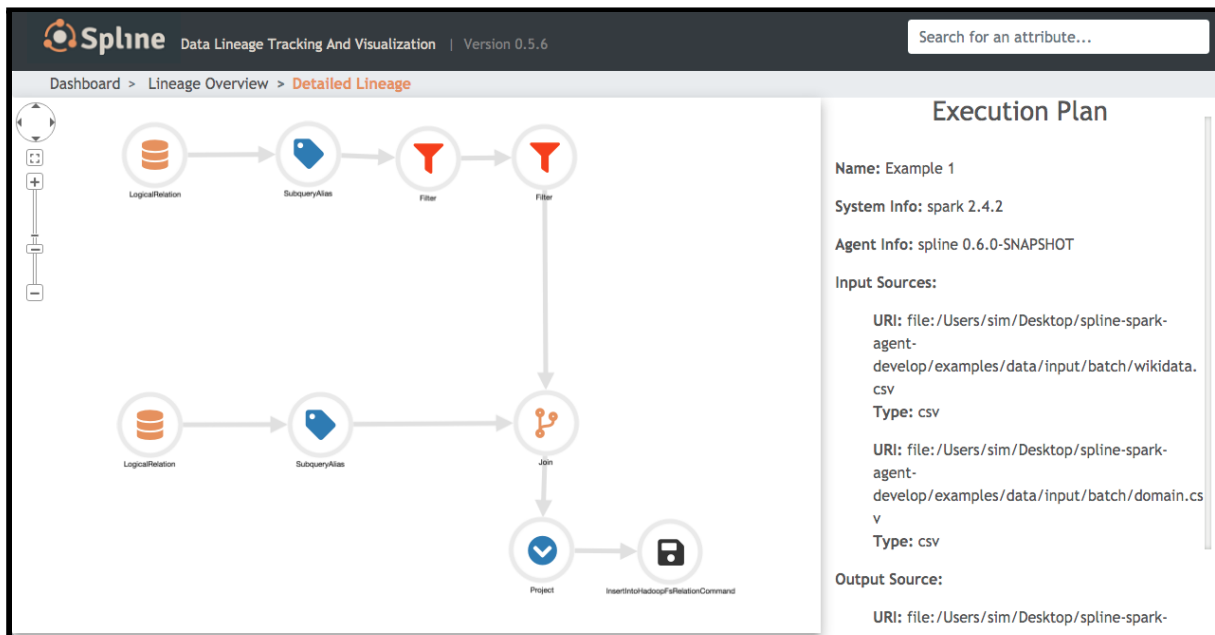 Spline Data Lineage Tracking And Visualization | Version 0.5.6
Search for an attribute...
Dashboard > Lineage Overview > Detailed Lineage
LogicalRelation
SubqueryAlias
Filter
Filter
LogicalRelation
SubqueryAlias
Join
Project
InsertIntoHadoopFsRelationCommand
Execution Plan
Name: Example 1
System Info: spark 2.4.2
Agent Info: spline 0.6.0-SNAPSHOT
Input Sources:
URI: file:/Users/sim/Desktop/spline-spark-
agent-
develop/examples/data/input/batch/wikidata.
csv
Type: csv
URI: file:/Users/sim/Desktop/spline-spark-
agent-
develop/examples/data/input/batch/domain.cs
v
Type: csv
Output Source:
URI: file:/Users/sim/Desktop/spline-spark-